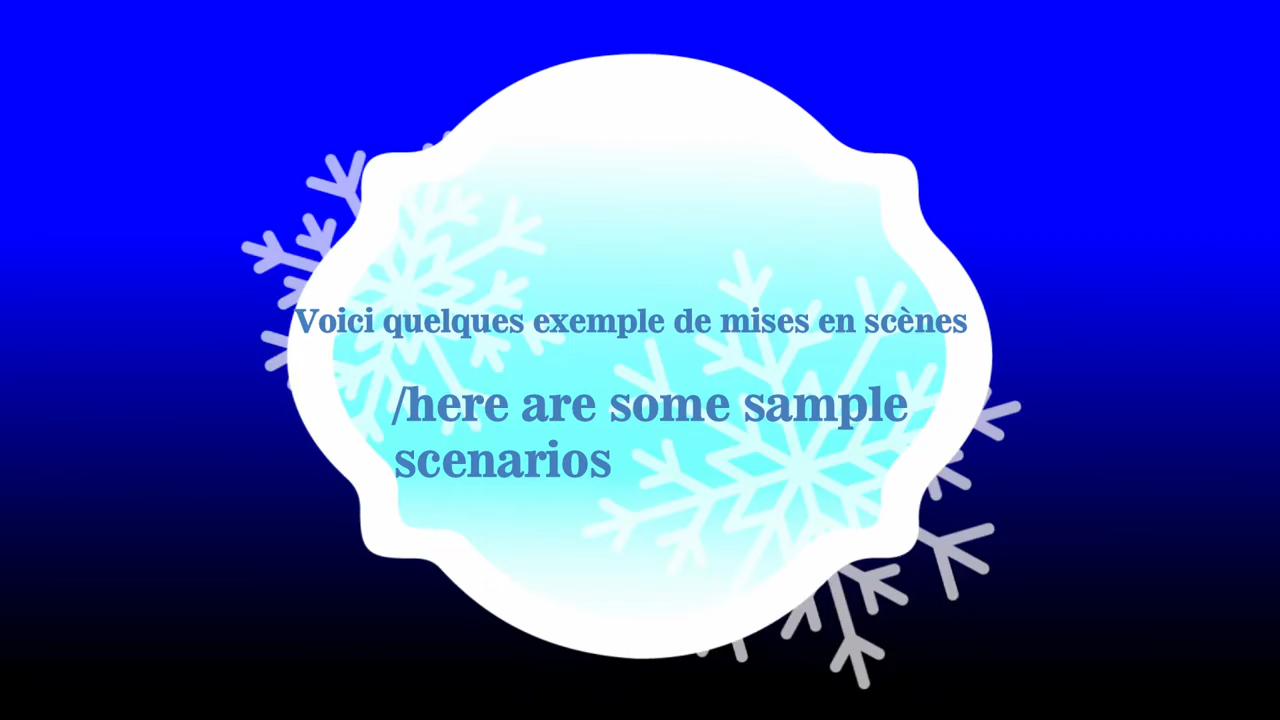 Voici quelques exemple de mises en scènes
/here are some sample
scenarios